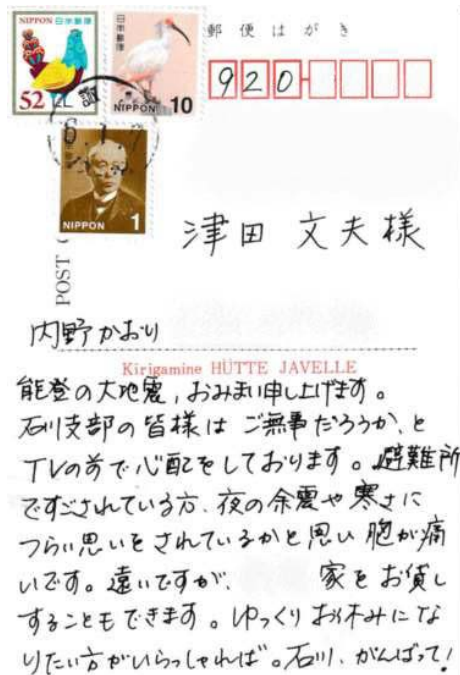 NIPPON 日本郵便
52
日本郵便
NIPPON 10
NIPPON 1
郵便はがき
920-
津田 文夫様
POST
内野かおり
Kirigamine HÜTTE JAVELLE
能登の大地震,おみまい申し上げます。
石川支部の皆様は ご無事だろうか、と
TVの前で心配をしております。避難所
ですごされている方、夜の余震や寒さに
つらい思いをされているかと思い 胸が痛
いです。遠いですが、 家をお貸し
することもできます。ゆっくり お休みにな
りたい方がいらっしゃれば。石川、がんばって!